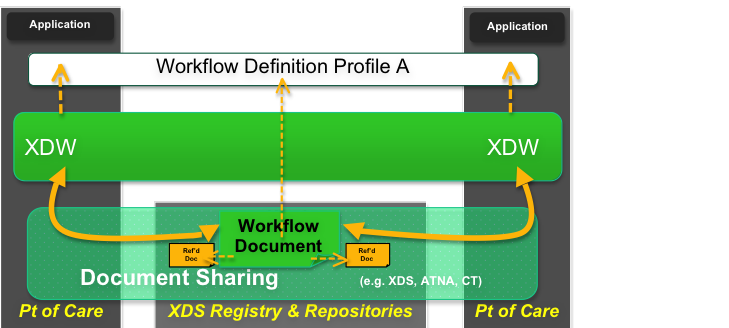 Application
Application
Workflow Definition Profile A
XDW
XDW
Workflow
Document
Ref'd
Doc
Ref'd
Doc
Document Sharing
(e.g. XDS, ATNA, CT)
Pt of Care
XDS Registry & Repositories
Pt of Care